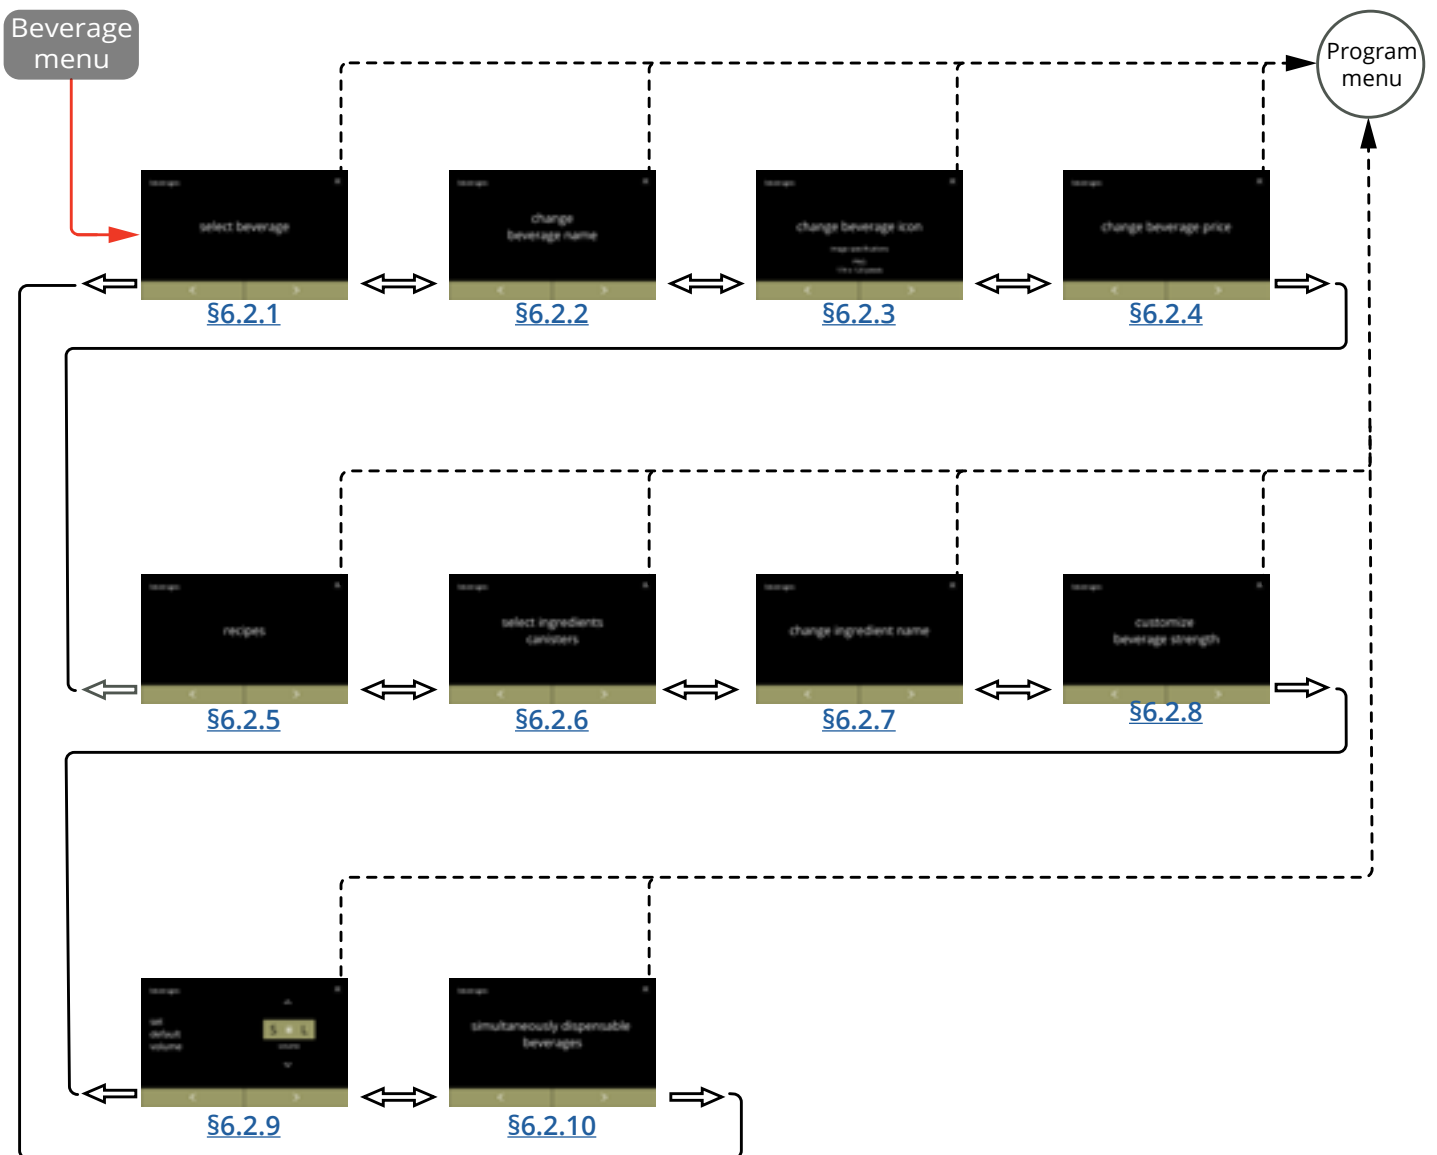 Beverage
menu
Program
menu
select beverage
change
beverage name
change beverage icon
change beverage price
§6.2.1
§6.2.2
§6.2.3
§6.2.4
recipes
select ingredients
canisters
change ingredient name
customize
beverage strength
§6.2.5
§6.2.6
§6.2.7
§6.2.8
set
default
volume
S L
simultaneously dispensable
beverages
§6.2.9
§6.2.10